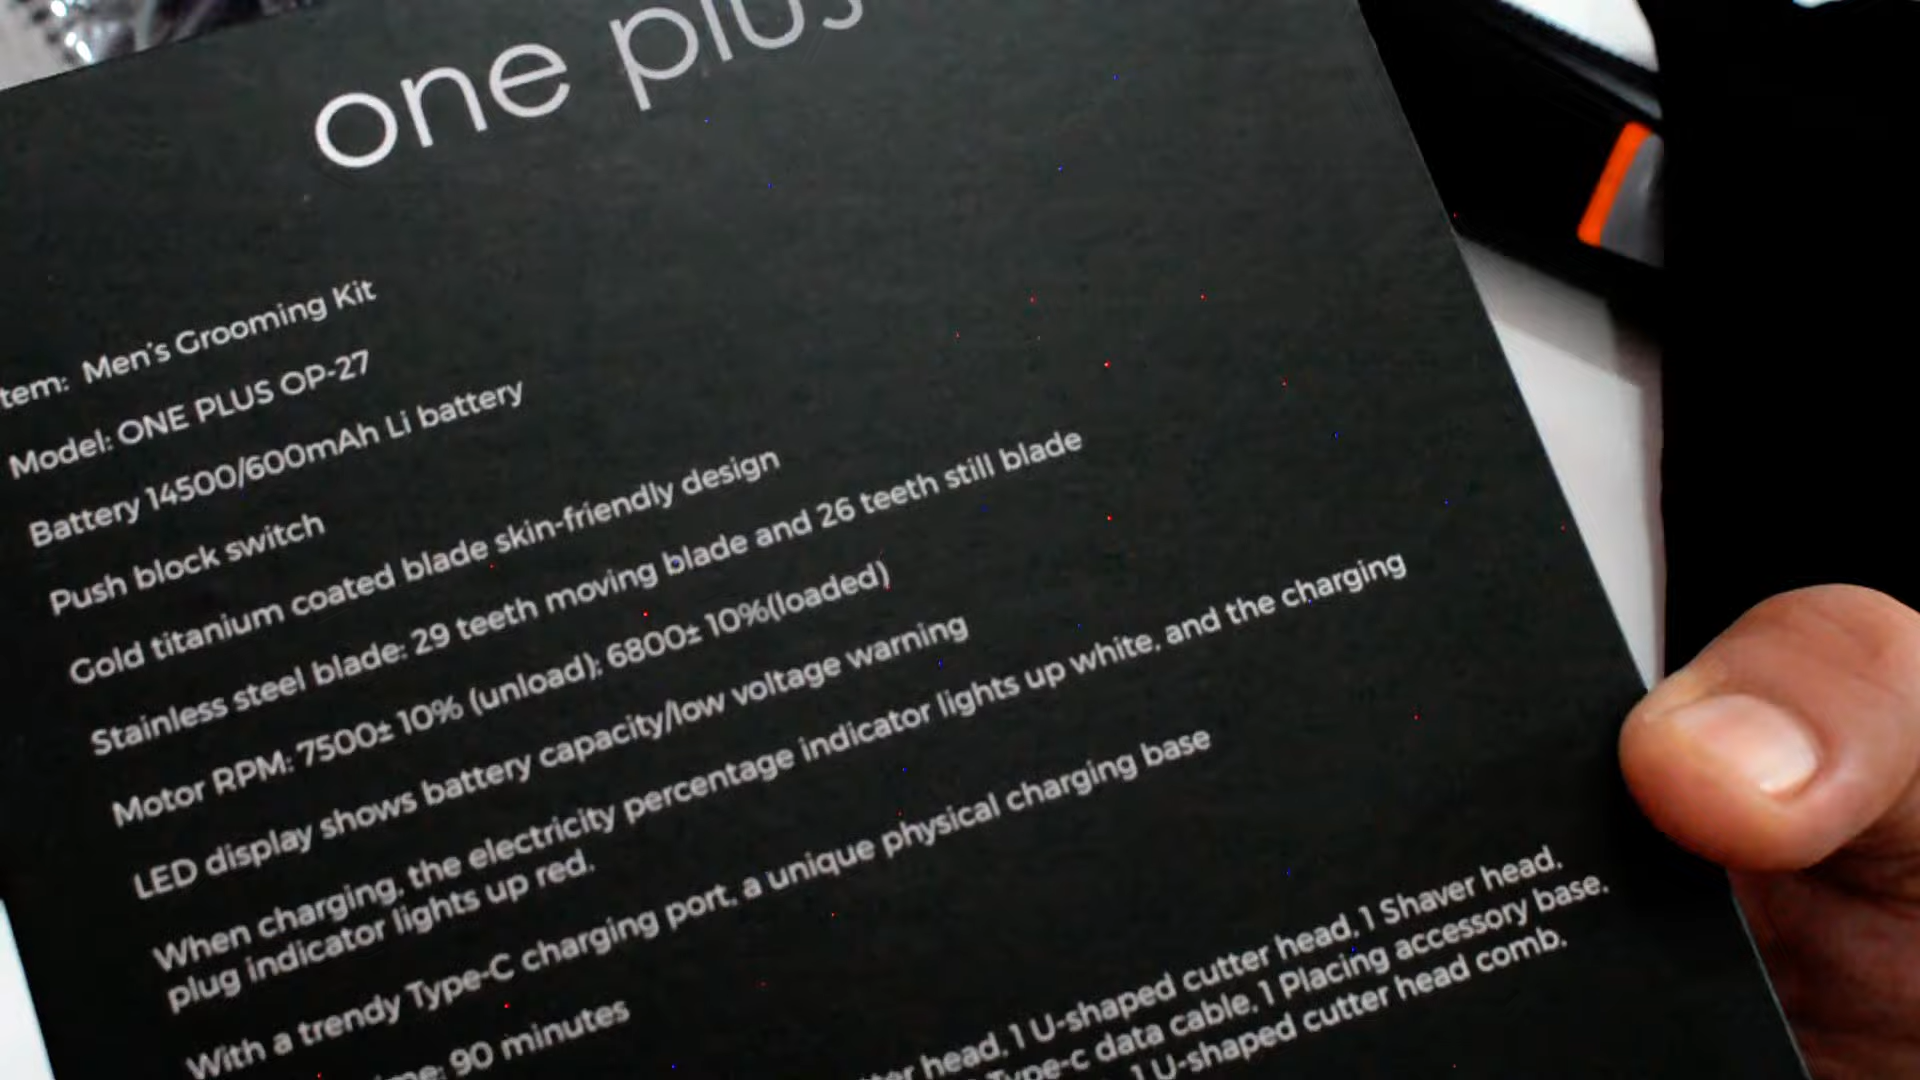 one plus
tem: Men's Grooming Kit
Model: ONE PLUS OP-27
Battery 14500/600mAh Li battery
Push block switch
Gold titanium coated blade skin-friendly design
Stainless steel blade: 29 teeth moving blade and 26 teeth still blade
Motor RPM: 7500± 10% (unload); 6800± 10%(loaded)
LED display shows battery capacity/low voltage warning
When charging, the electricity percentage indicator lights up white, and the charging
plug indicator lights up red.
With a trendy Type-C charging port, a unique physical charging base
90 minutes
head, 1 U-shaped cutter head, 1 Shaver head,
Type-c data cable, 1 Placing accessory base,
1 U-shaped cutter head comb.